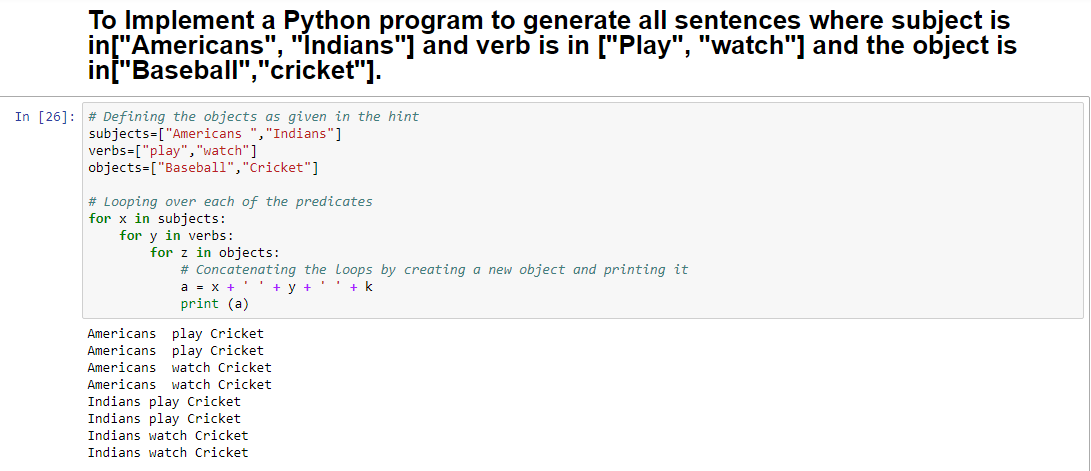 To Implement a Python program to generate all sentences where subject is
in["Americans", "Indians"] and verb is in ["Play", "watch"] and the object is
in["Baseball","cricket"].
In [26]: # Defining the objects as given in the hint
subjects=["Americans ","Indians"]
verbs=["play","watch"]
objects=["Baseball","Cricket"]
# Looping over each of the predicates
for x in subjects:
    for y in verbs:
        for z in objects:
            # Concatenating the Loops by creating a new object and printing it
            a = x + ' ' + y + ' ' + k
            print (a)
Americans  play Cricket
Americans  play Cricket
Americans  watch Cricket
Americans  watch Cricket
Indians play Cricket
Indians play Cricket
Indians watch Cricket
Indians watch Cricket